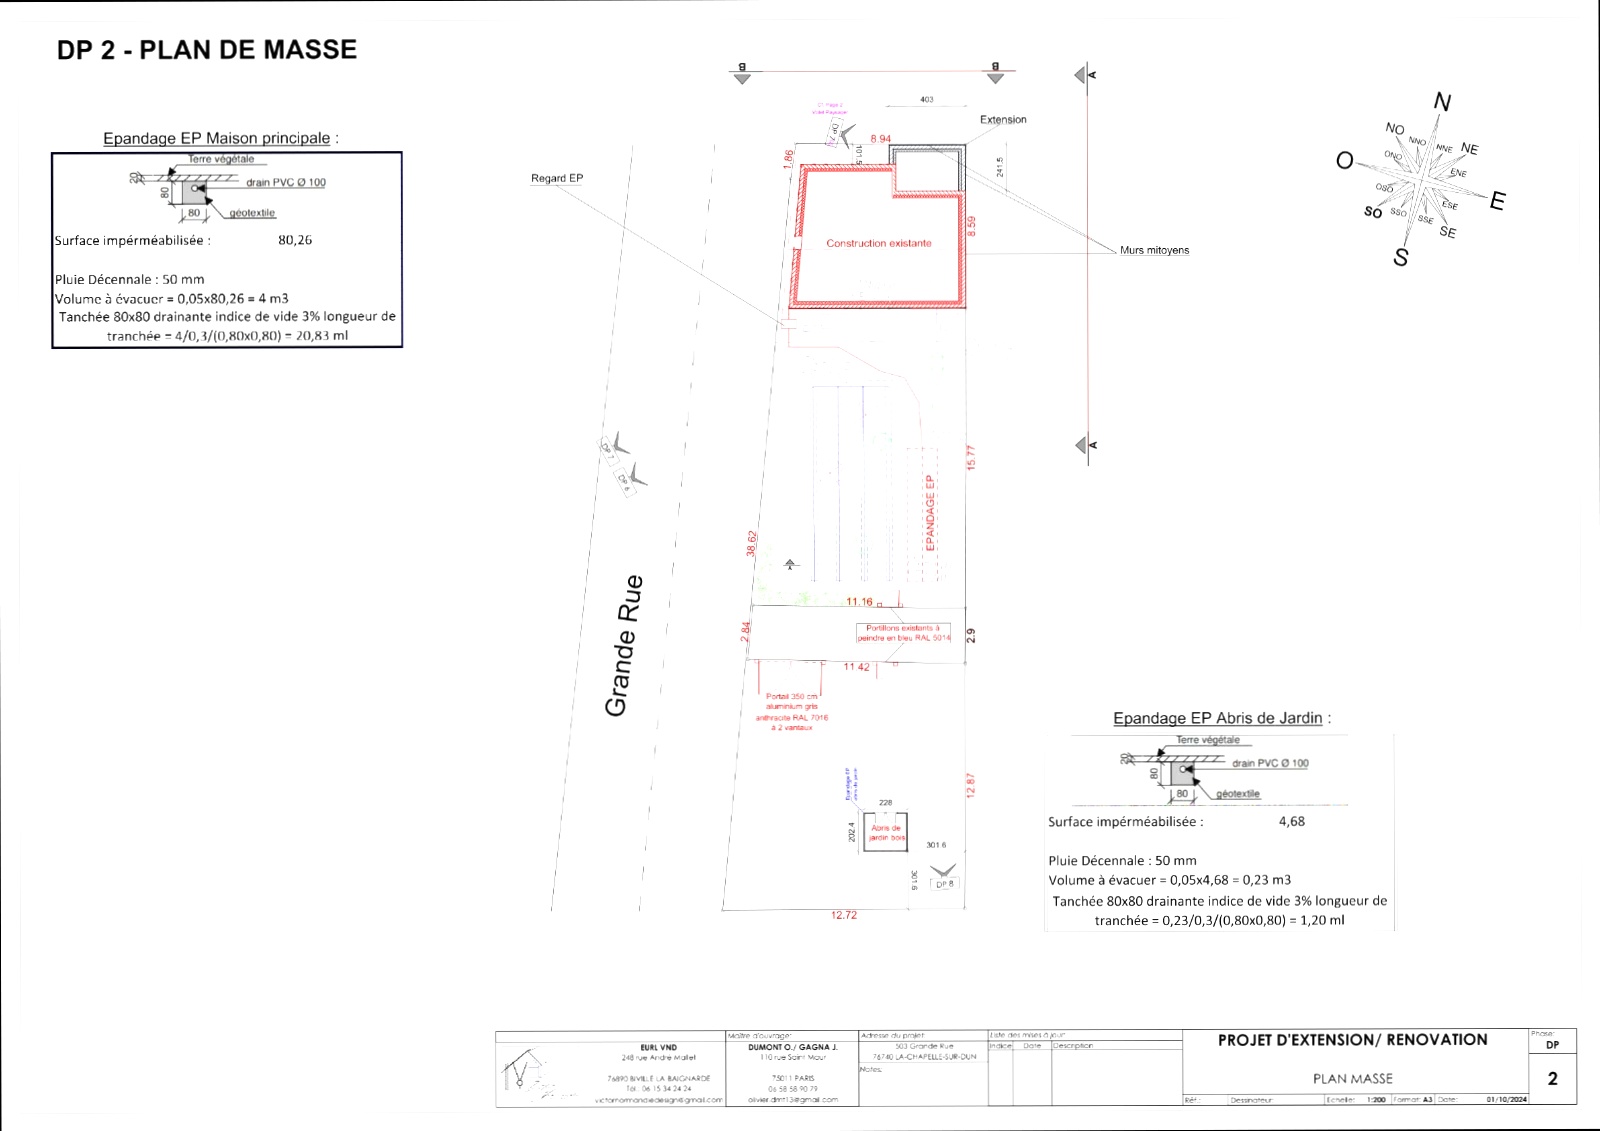 DP 2 - PLAN DE MASSE
Epandage EP Maison principale :
Terre végétale
20
80
drain PVC Ø 100
80
géotextile
Surface impérméabilisée : 80,26
Pluie Décennale : 50 mm
Volume à évacuer = 0,05x80,26 = 4 m3
Tanchée 80x80 drainante indice de vide 3% longueur de
tranchée = 4/0,3/(0,80x0,80) = 20,83 ml
B
B
A
403
Extension
DP 7
8.94
1.86
101.5
241.5
Regard EP
Construction existante
8.59
Murs mitoyens
N
NO
NNO
NNE
NE
ONO
ENE
O
E
OSO
ESE
SO
SSO
SSE
SE
S
A
DP 7
DP 6
15.77
EPANDAGE EP
38.62
Grande Rue
11.16
2.84
Portillons existants à
peindre en bleu RAL 5014
2.9
11.42
Portail 350 cm
aluminium gris
anthracite RAL 7016
à 2 vantaux
12.87
228
202.4
Abris de
jardin bois
301.6
301.6
DP 8
12.72
Epandage EP Abris de Jardin :
Terre végétale
20
80
drain PVC Ø 100
80
géotextile
Surface impérméabilisée : 4,68
Pluie Décennale : 50 mm
Volume à évacuer = 0,05x4,68 = 0,23 m3
Tanchée 80x80 drainante indice de vide 3% longueur de
tranchée = 0,23/0,3/(0,80x0,80) = 1,20 ml
EURL VND
248 rue André Mallet
76890 BIVILLE LA BAIGNARDE
Tél.: 06 15 34 24 24
victornormandiedesign@gmail.com
Maître d'ouvrage:
DUMONT O./ GAGNA J.
110 rue Saint Maur
75011 PARIS
06 58 58 90 79
olivier.dmt13@gmail.com
Adresse du projet:
503 Grande Rue
76740 LA-CHAPELLE-SUR-DUN
Notes:
Liste des mises à jour:
Indice Date Description
PROJET D'EXTENSION/ RENOVATION
PLAN MASSE
Réf.: Dessinateur: Echelle: 1:200 Format: A3 Date: 01/10/2024
Phase:
DP
2